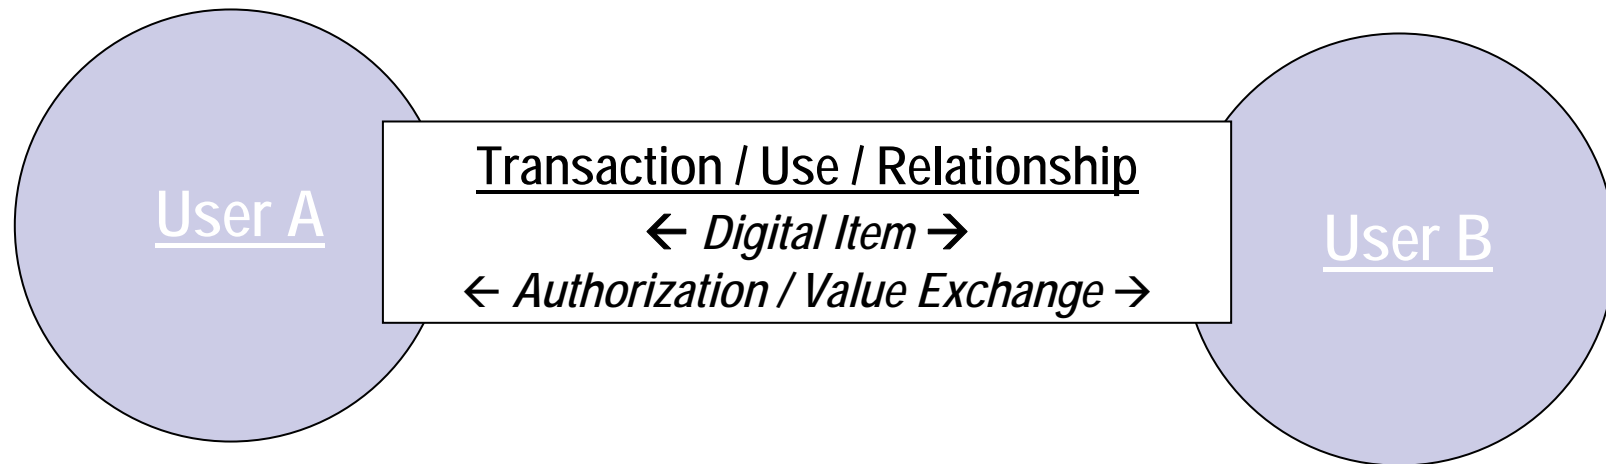 User A
Transaction / Use / Relationship
← Digital Item →
← Authorization / Value Exchange →
User B